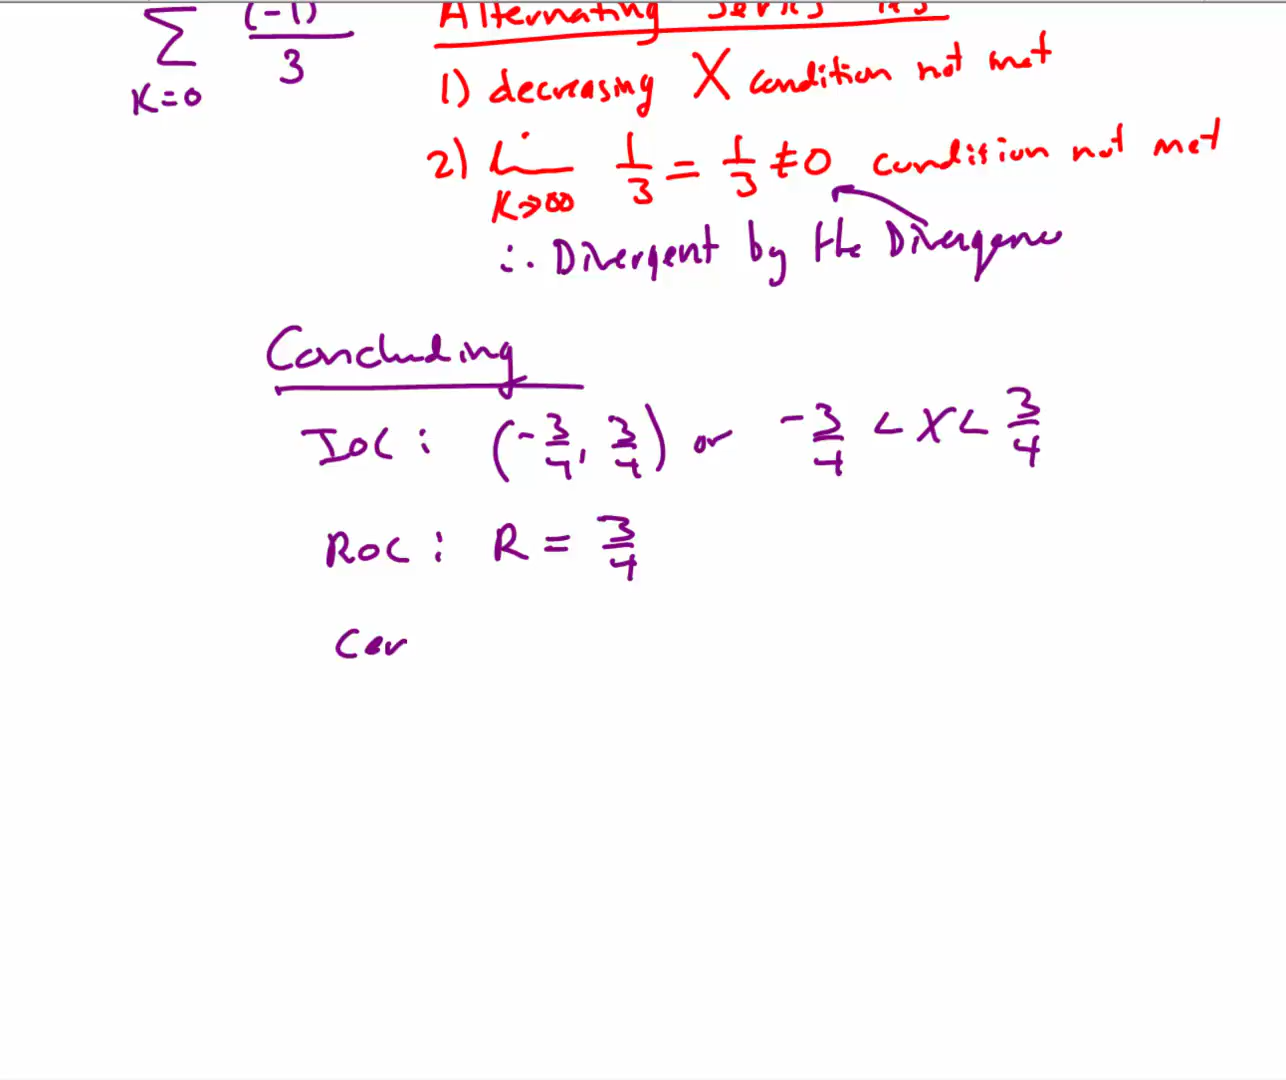 ∑ K=0 (-1) / 3
Alternating Series
1) decreasing X condition not met
2) lim K→∞ 1/3 = 1/3 ≠ 0 condition not met
∴ Divergent by the Divergence
Concluding
IOC : (-3/4, 3/4) or -3/4 < X < 3/4
ROC : R = 3/4
Cen